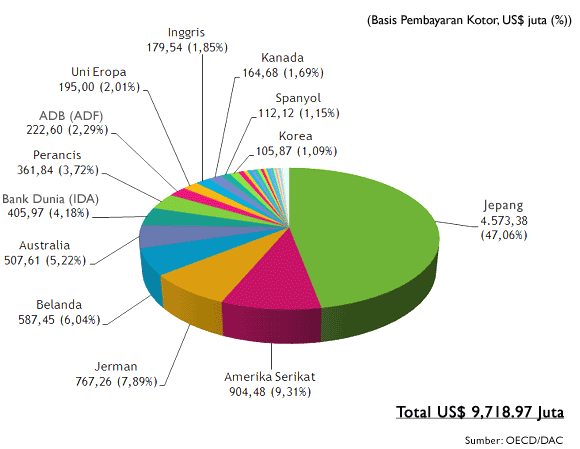 (Basis Pembayaran Kotor, US$ juta (%))
Inggris
179,54 (1,85%)
Kanada
164,68 (1,69%)
Uni Eropa
195,00 (2,01%)
Spanyol
112,12 (1,15%)
ADB (ADF)
222,60 (2,29%)
Korea
105,87 (1,09%)
Perancis
361,84 (3,72%)
Jepang
4.573,38
(47,06%)
Bank Dunia (IDA)
405,97 (4,18%)
Australia
507,61 (5,22%)
Belanda
587,45 (6,04%)
Jerman
767,26 (7,89%)
Amerika Serikat
904,48 (9,31%)
Total US$ 9,718.97 Juta
Sumber: OECD/DAC